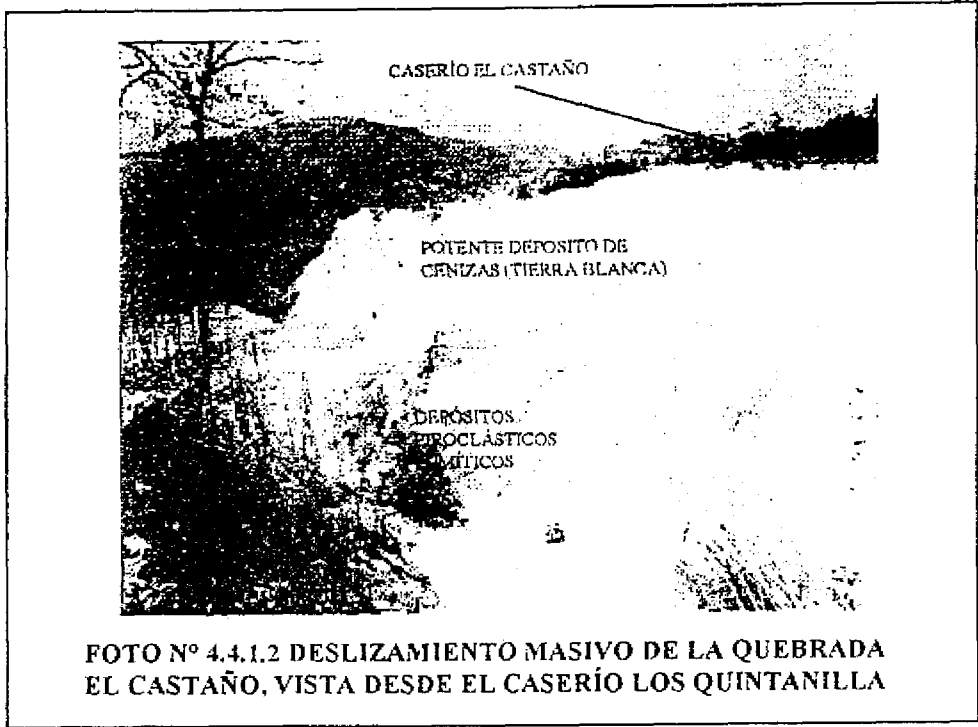 CASERÍO EL CASTAÑO
POTENTE DEPOSITO DE
CENIZAS (TIERRA BLANCA)
DEPÓSITOS
PIROCLÁSTICOS
FOTO Nº 4.4.1.2 DESLIZAMIENTO MASIVO DE LA QUEBRADA
EL CASTAÑO, VISTA DESDE EL CASERÍO LOS QUINTANILLA